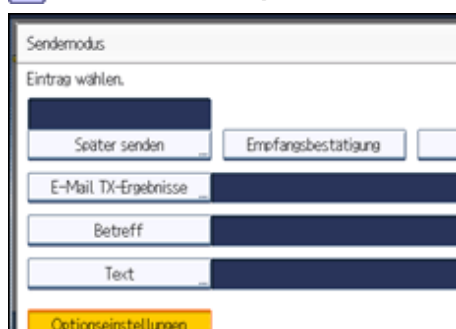 Sendemodus
Eintrag wählen.
Später senden
Empfangsbestätigung
E-Mail TX-Ergebnisse
Betreff
Text
Optionseinstellungen